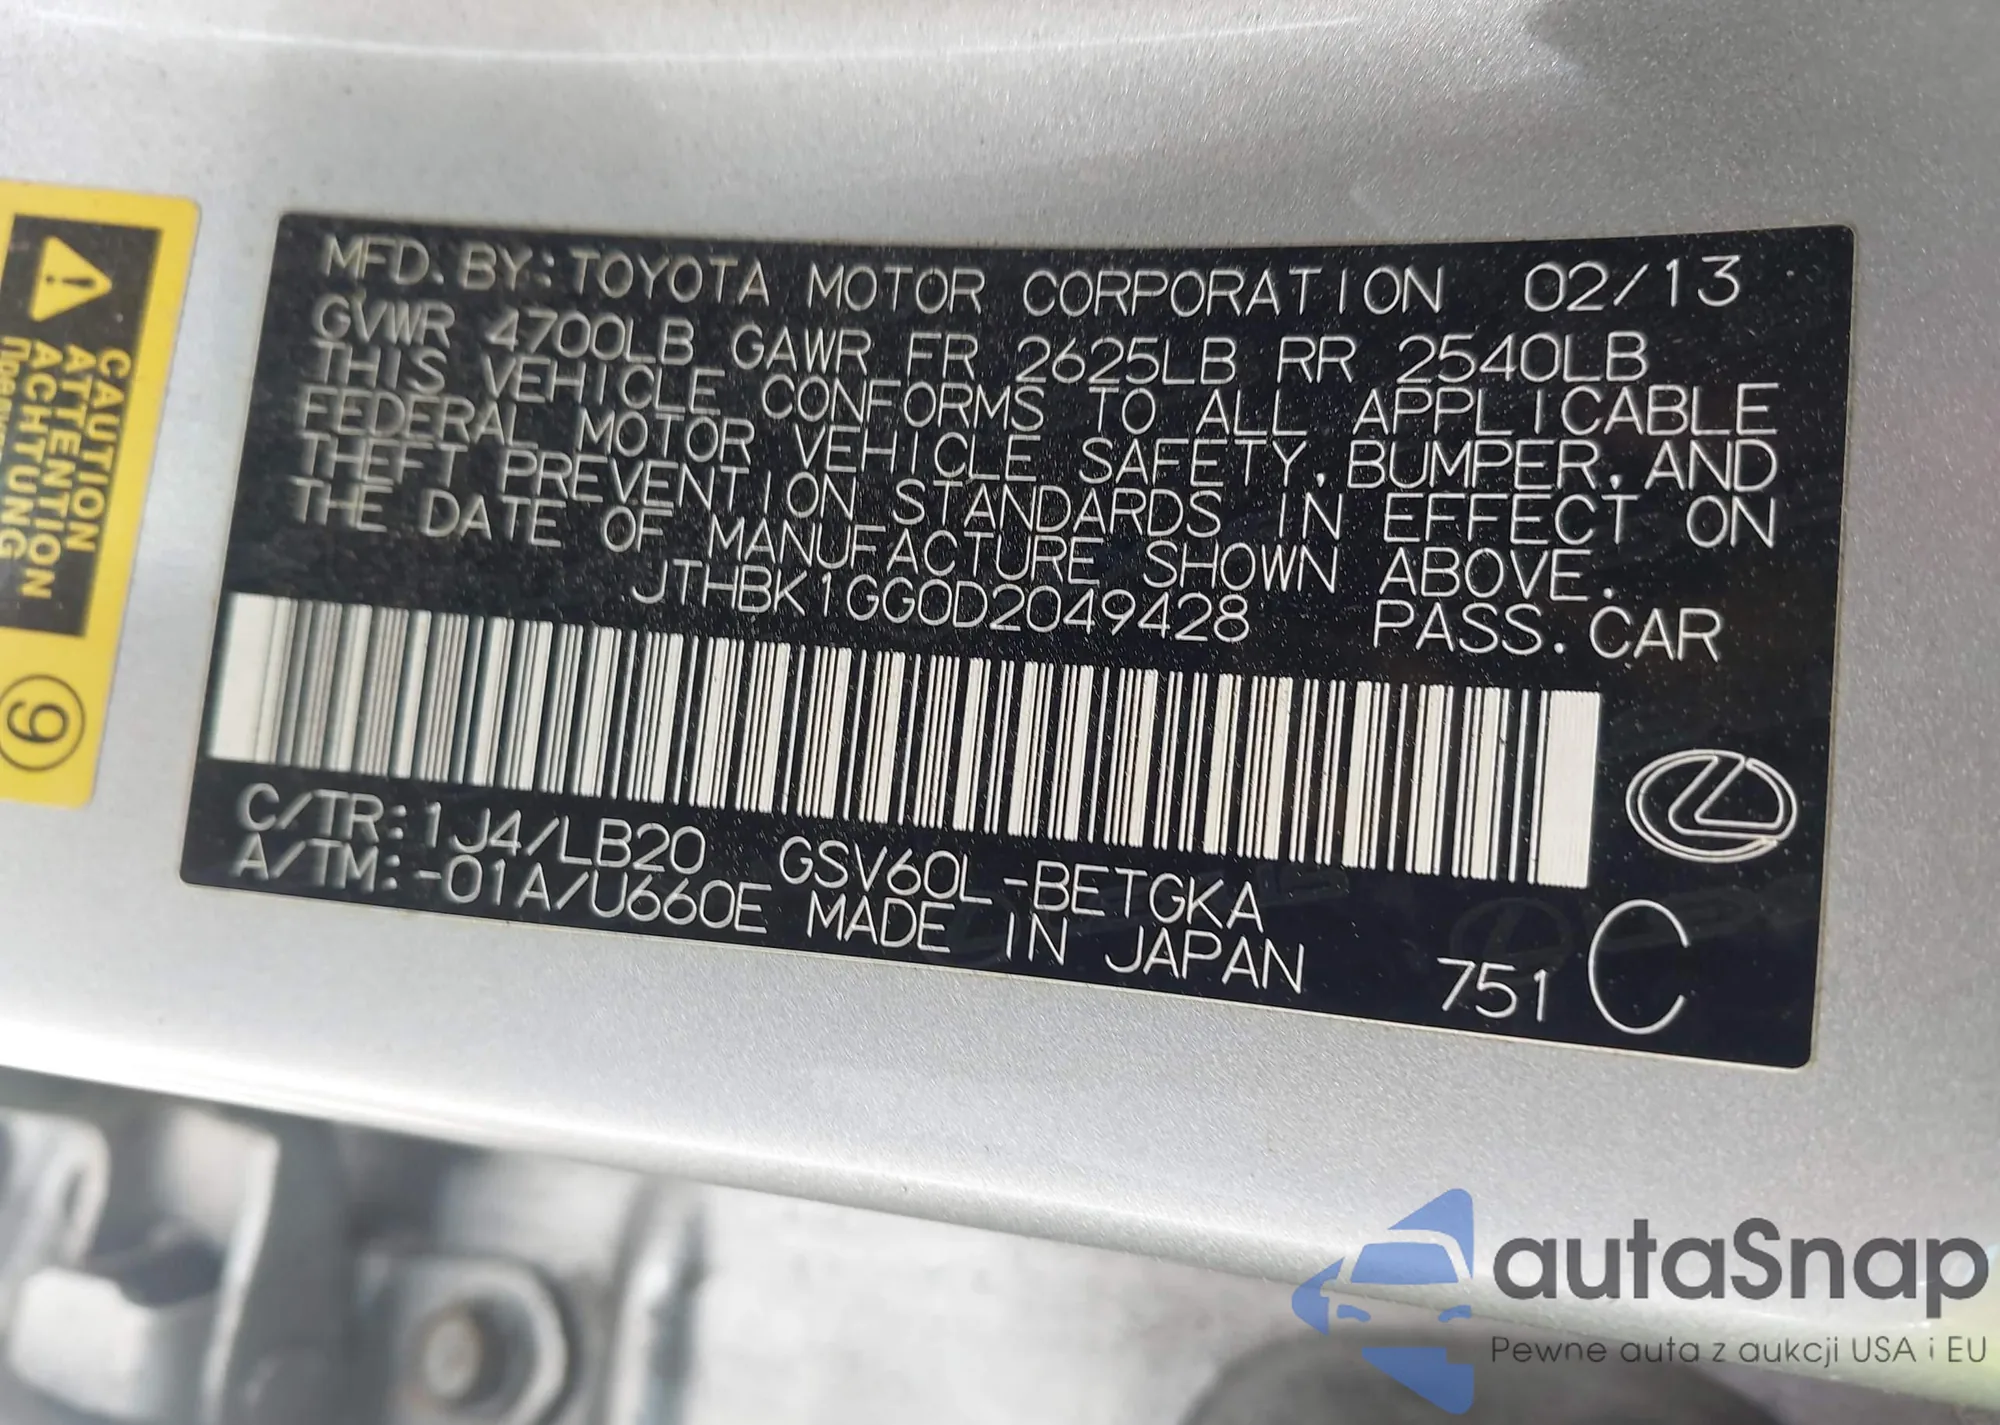 MFD. BY: TOYOTA MOTOR CORPORATION 02/13
GVWR 4700LB GAWR FR 2625LB RR 2540LB
THIS VEHICLE CONFORMS TO ALL APPLICABLE
FEDERAL MOTOR VEHICLE SAFETY, BUMPER, AND
THEFT PREVENTION STANDARDS IN EFFECT ON
THE DATE OF MANUFACTURE SHOWN ABOVE.
JTHBK1GG0D2049428 PASS. CAR
C/TR: 1J4/LB20 GSV60L-BETGKA
A/TM: -01A/U660E MADE IN JAPAN
751 C
CAUTION
ATTENTION
ACHTUNG
9
autaSnap
Pewne auta z aukcji USA i EU